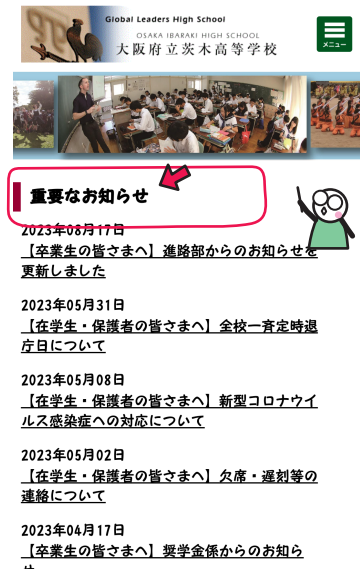 Global Leaders High School
OSAKA IBARAKI HIGH SCHOOL
大阪府立茨木高等学校
メニュー
重要なお知らせ
2023年08月17日
【卒業生の皆さまへ】進路部からのお知らせを
更新しました
2023年05月31日
【在学生・保護者の皆さまへ】全校一斉定時退
庁日について
2023年05月08日
【在学生・保護者の皆さまへ】新型コロナウイ
ルス感染症への対応について
2023年05月02日
【在学生・保護者の皆さまへ】欠席・遅刻等の
連絡について
2023年04月17日
【卒業生の皆さまへ】奨学金係からのお知ら